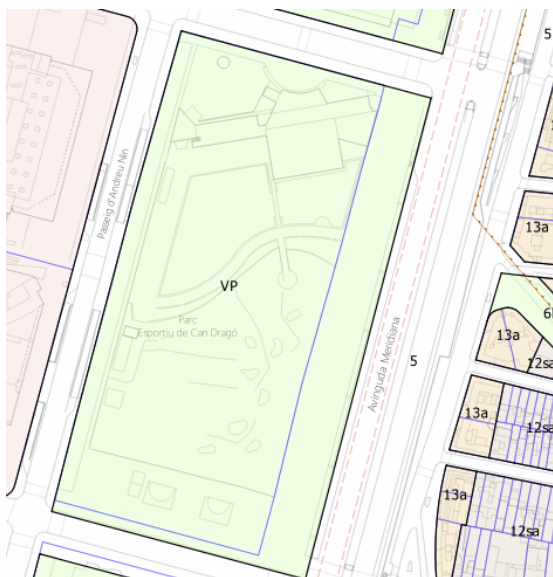 5
Passeig d'Andreu Nin
13a
VP
Parc
Esportiu de Can Dragó
6
13a
12sa
Avinguda Meridiana
5
13a
12sa
13a
12sa